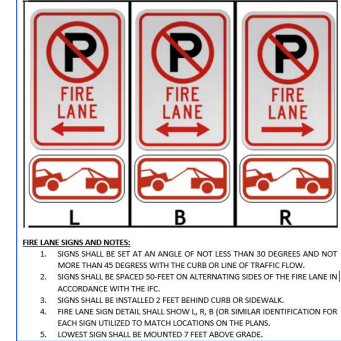 P P P
FIRE FIRE FIRE
LANE LANE LANE
L B R
FIRE LANE SIGNS AND NOTES:
1. SIGNS SHALL BE SET AT AN ANGLE OF NOT LESS THAN 30 DEGREES AND NOT
MORE THAN 45 DEGRESS WITH THE CURB OR LINE OF TRAFFIC FLOW.
2. SIGNS SHALL BE SPACED 50-FEET ON ALTERNATING SIDES OF THE FIRE LANE IN
ACCORDANCE WITH THE IFC.
3. SIGNS SHALL BE INSTALLED 2 FEET BEHIND CURB OR SIDEWALK.
4. FIRE LANE SIGN DETAIL SHALL SHOW L, R, B (OR SIMILAR IDENTIFICATION FOR
EACH SIGN UTILIZED TO MATCH LOCATIONS ON THE PLANS.
5. LOWEST SIGN SHALL BE MOUNTED 7 FEET ABOVE GRADE.